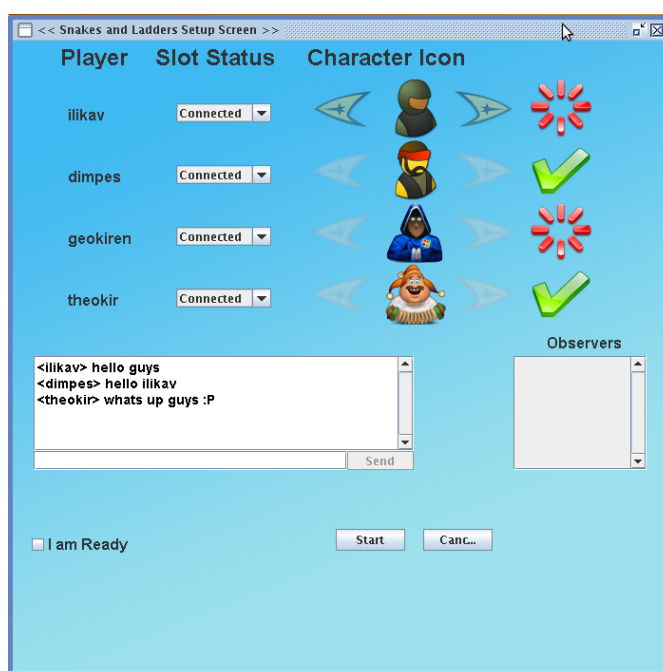 << Snakes and Ladders Setup Screen >>
Player Slot Status Character Icon
ilikav Connected
dimpes Connected
geokiren Connected
theokir Connected
Observers
<ilikav> hello guys
<dimpes> hello ilikav
<theokir> whats up guys :P
Send
I am Ready Start Canc...